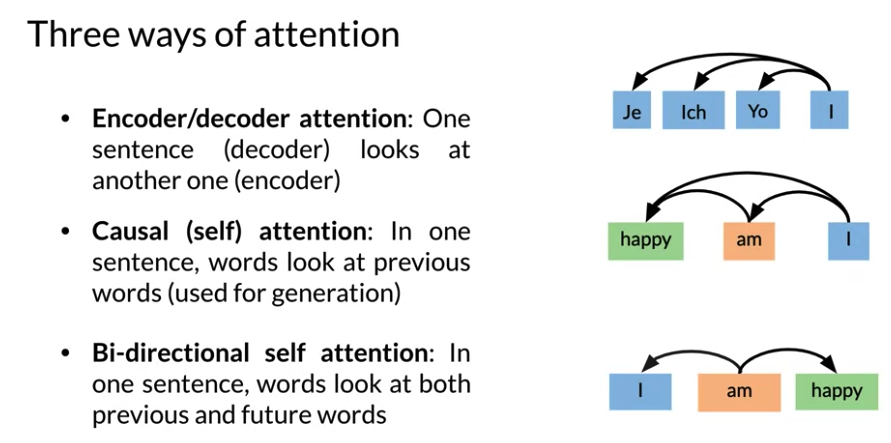 Three ways of attention
• Encoder/decoder attention: One
sentence (decoder) looks at
another one (encoder)
• Causal (self) attention: In one
sentence, words look at previous
words (used for generation)
• Bi-directional self attention: In
one sentence, words look at both
previous and future words
Je Ich Yo I
happy am I
I am happy